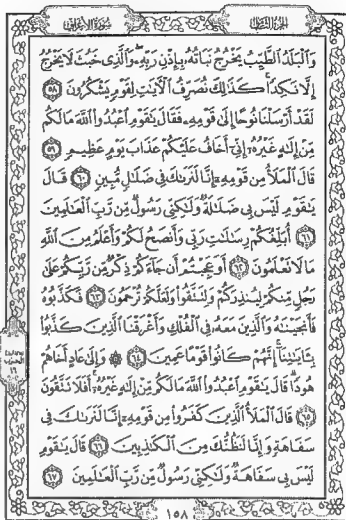 الجزء الثامن
سورة الأعراف
وَالْبَلَدُ الطَّيِّبُ يَخْرُجُ نَبَاتُهُ بِإِذْنِ رَبِّهِ وَالَّذِي خَبُثَ لَا يَخْرُجُ
إِلَّا نَكِدًا كَذَٰلِكَ نُصَرِّفُ الْآيَاتِ لِقَوْمٍ يَشْكُرُونَ ٥٨
لَقَدْ أَرْسَلْنَا نُوحًا إِلَىٰ قَوْمِهِ فَقَالَ يَٰقَوْمِ اعْبُدُوا اللَّهَ مَا لَكُم
مِّنْ إِلَٰهٍ غَيْرُهُ إِنِّي أَخَافُ عَلَيْكُمْ عَذَابَ يَوْمٍ عَظِيمٍ ٥٩
قَالَ الْمَلَأُ مِن قَوْمِهِ إِنَّا لَنَرَىٰكَ فِي ضَلَٰلٍ مُّبِينٍ ٦٠ قَالَ
يَٰقَوْمِ لَيْسَ بِي ضَلَٰلَةٌ وَلَٰكِنِّي رَسُولٌ مِّن رَّبِّ الْعَٰلَمِينَ
٦١ أُبَلِّغُكُمْ رِسَٰلَٰتِ رَبِّي وَأَنصَحُ لَكُمْ وَأَعْلَمُ مِنَ اللَّهِ
مَا لَا تَعْلَمُونَ ٦٢ أَوَعَجِبْتُمْ أَن جَاءَكُمْ ذِكْرٌ مِّن رَّبِّكُمْ عَلَىٰ
رَجُلٍ مِّنكُمْ لِيُنذِرَكُمْ وَلِتَتَّقُوا وَلَعَلَّكُمْ تُرْحَمُونَ ٦٣ فَكَذَّبُوهُ
فَأَنجَيْنَٰهُ وَالَّذِينَ مَعَهُ فِي الْفُلْكِ وَأَغْرَقْنَا الَّذِينَ كَذَّبُوا
بِـَٔايَٰتِنَا إِنَّهُمْ كَانُوا قَوْمًا عَمِينَ ٦٤ ۞ وَإِلَىٰ عَادٍ أَخَاهُمْ
هُودًا قَالَ يَٰقَوْمِ اعْبُدُوا اللَّهَ مَا لَكُم مِّنْ إِلَٰهٍ غَيْرُهُ أَفَلَا تَتَّقُونَ
٦٥ قَالَ الْمَلَأُ الَّذِينَ كَفَرُوا مِن قَوْمِهِ إِنَّا لَنَرَىٰكَ فِي
سَفَاهَةٍ وَإِنَّا لَنَظُنُّكَ مِنَ الْكَٰذِبِينَ ٦٦ قَالَ يَٰقَوْمِ
لَيْسَ بِي سَفَاهَةٌ وَلَٰكِنِّي رَسُولٌ مِّن رَّبِّ الْعَٰلَمِينَ ٦٧
١٥٨